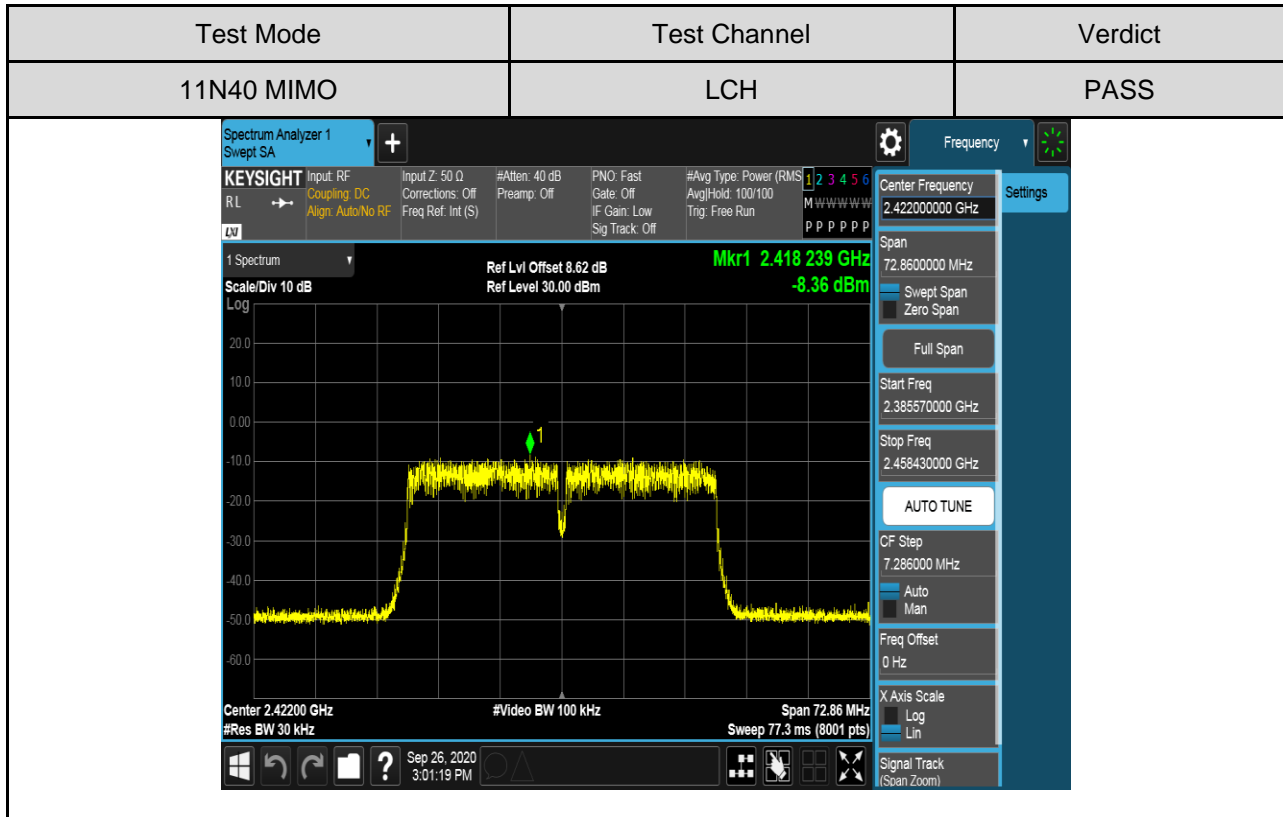 Test Mode Test Channel Verdict
11N40 MIMO LCH PASS
Spectrum Analyzer 1
Swept SA
+
Frequency
KEYSIGHT
RL
LXI
Input: RF
Coupling: DC
Align: Auto/No RF
Input Z: 50 Ω
Corrections: Off
Freq Ref: Int (S)
#Atten: 40 dB
Preamp: Off
PNO: Fast
Gate: Off
IF Gain: Low
Sig Track: Off
#Avg Type: Power (RMS
Avg|Hold: 100/100
Trig: Free Run
1 2 3 4 5 6
M W W W W W
P P P P P P
1 Spectrum
Scale/Div 10 dB
Log
Ref Lvl Offset 8.62 dB
Ref Level 30.00 dBm
Mkr1 2.418 239 GHz
-8.36 dBm
20.0
10.0
0.00
-10.0
-20.0
-30.0
-40.0
-50.0
-60.0
1
Center 2.42200 GHz
#Res BW 30 kHz
#Video BW 100 kHz
Span 72.86 MHz
Sweep 77.3 ms (8001 pts)
?
Sep 26, 2020
3:01:19 PM
Center Frequency
2.422000000 GHz
Settings
Span
72.8600000 MHz
Swept Span
Zero Span
Full Span
Start Freq
2.385570000 GHz
Stop Freq
2.458430000 GHz
AUTO TUNE
CF Step
7.286000 MHz
Auto
Man
Freq Offset
0 Hz
X Axis Scale
Log
Lin
Signal Track
(Span Zoom)